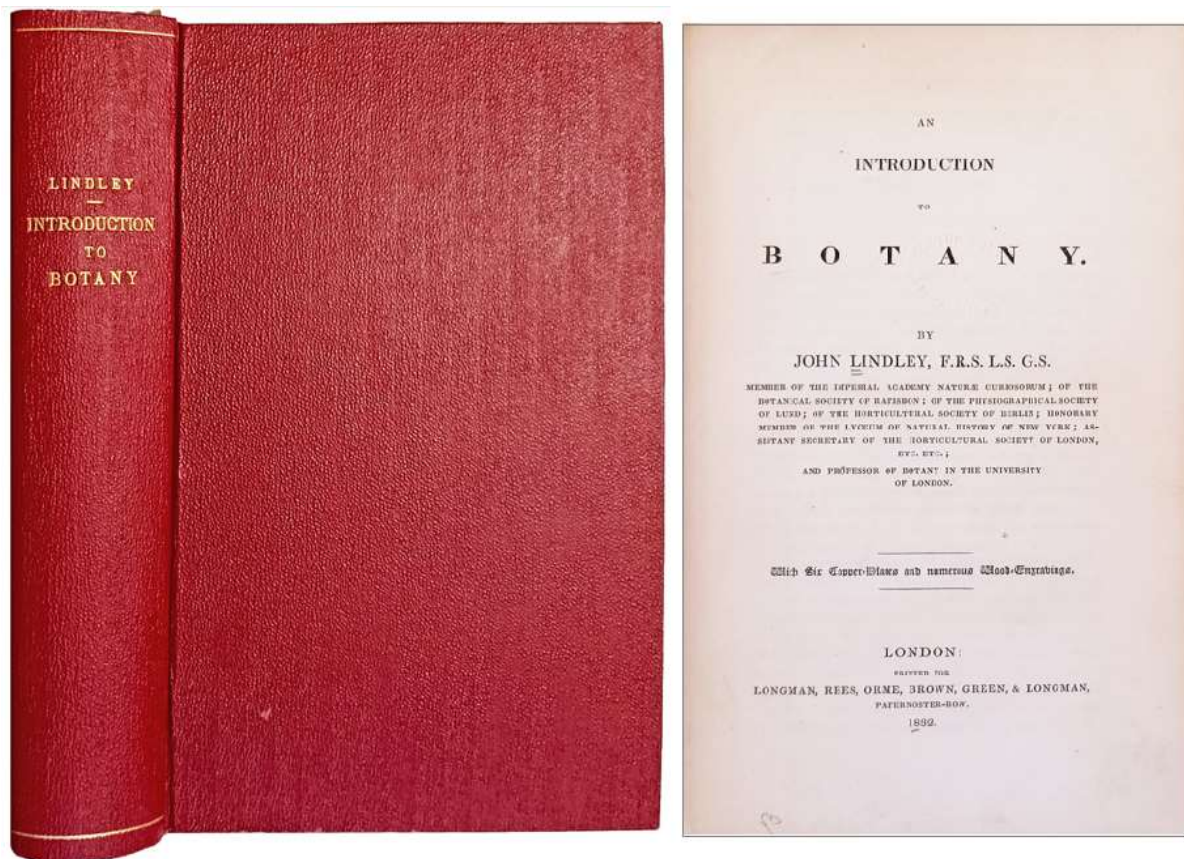 LINDLEY
INTRODUCTION
TO
BOTANY
AN
INTRODUCTION
TO
BOTANY.
BY
JOHN LINDLEY, F.R.S. L.S. G.S.
MEMBER OF THE IMPERIAL ACADEMY NATURÆ CURIOSORUM; OF THE
BOTANICAL SOCIETY OF RATISBON; OF THE PHYSIOGRAPHICAL SOCIETY
OF LUND; OF THE HORTICULTURAL SOCIETY OF BERLIN; HONORARY
MEMBER OF THE LYCEUM OF NATURAL HISTORY OF NEW YORK; AS-
SISTANT SECRETARY OF THE HORTICULTURAL SOCIETY OF LONDON,
ETC. ETC.;
AND PROFESSOR OF BOTANY IN THE UNIVERSITY
OF LONDON.
With Six Copper-Plates and numerous Wood-Engravings.
LONDON:
PRINTED FOR
LONGMAN, REES, ORME, BROWN, GREEN, & LONGMAN,
PATERNOSTER-ROW.
1832.